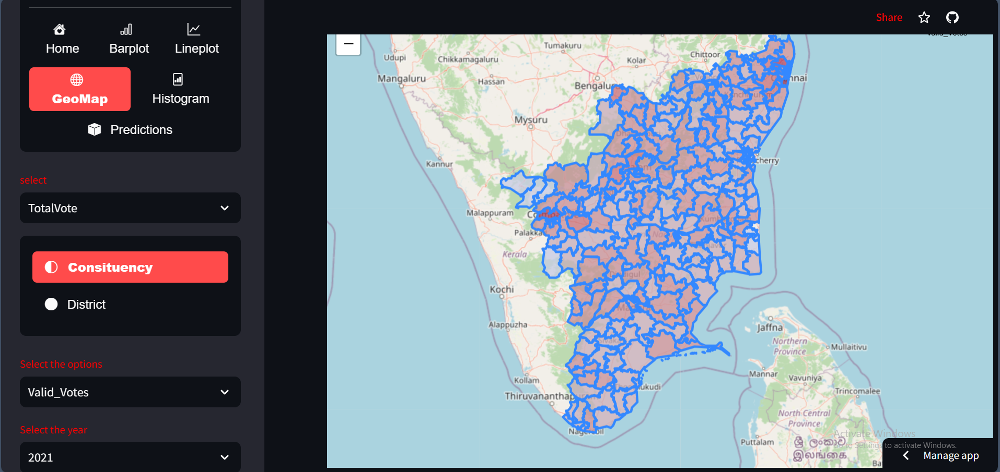 Home
Barplot
Lineplot
GeoMap
Histogram
Predictions
select
TotalVote
Consituency
District
Select the options
Valid_Votes
Select the year
2021
Share
−
Tumakuru
Udupi
Chikkamagaluru
Kolar
Chittoor
Mangaluru
Hassan
Bengalur
nnai
Mysuru
Kannur
cherry
Malappuram
Palakka
Kerala
Kochi
Alappuzha
Jaffna
Northern
Province
Mullaitivu
Kollam
Mannar
Vavuniya
ukudi
Thiruvananthap
Trincomalee
North Central
Province
Puttalam
ශ්‍රී ලංකාව
இலங்கை
Activate Windows
Go to Settings to activate Windows.
Manage app